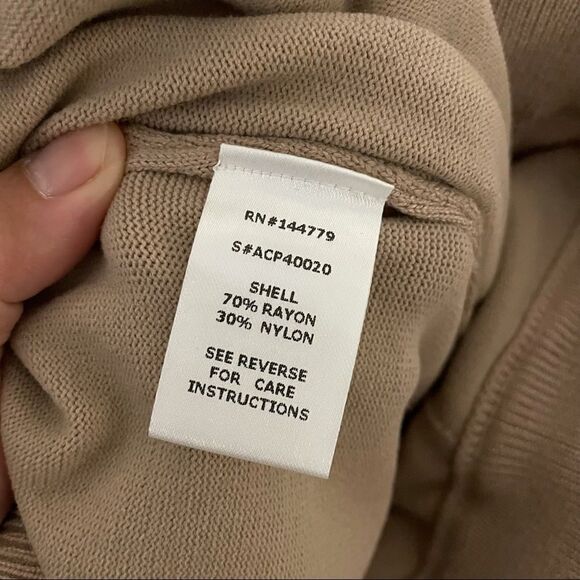 RN#144779
S#ACP40020
SHELL
70% RAYON
30% NYLON
SEE REVERSE
FOR CARE
INSTRUCTIONS